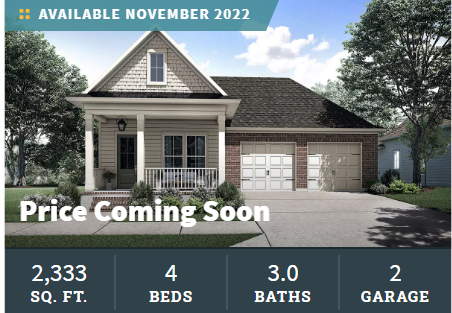 AVAILABLE NOVEMBER 2022
Price Coming Soon
2,333 4 3.0 2
SQ. FT. BEDS BATHS GARAGE